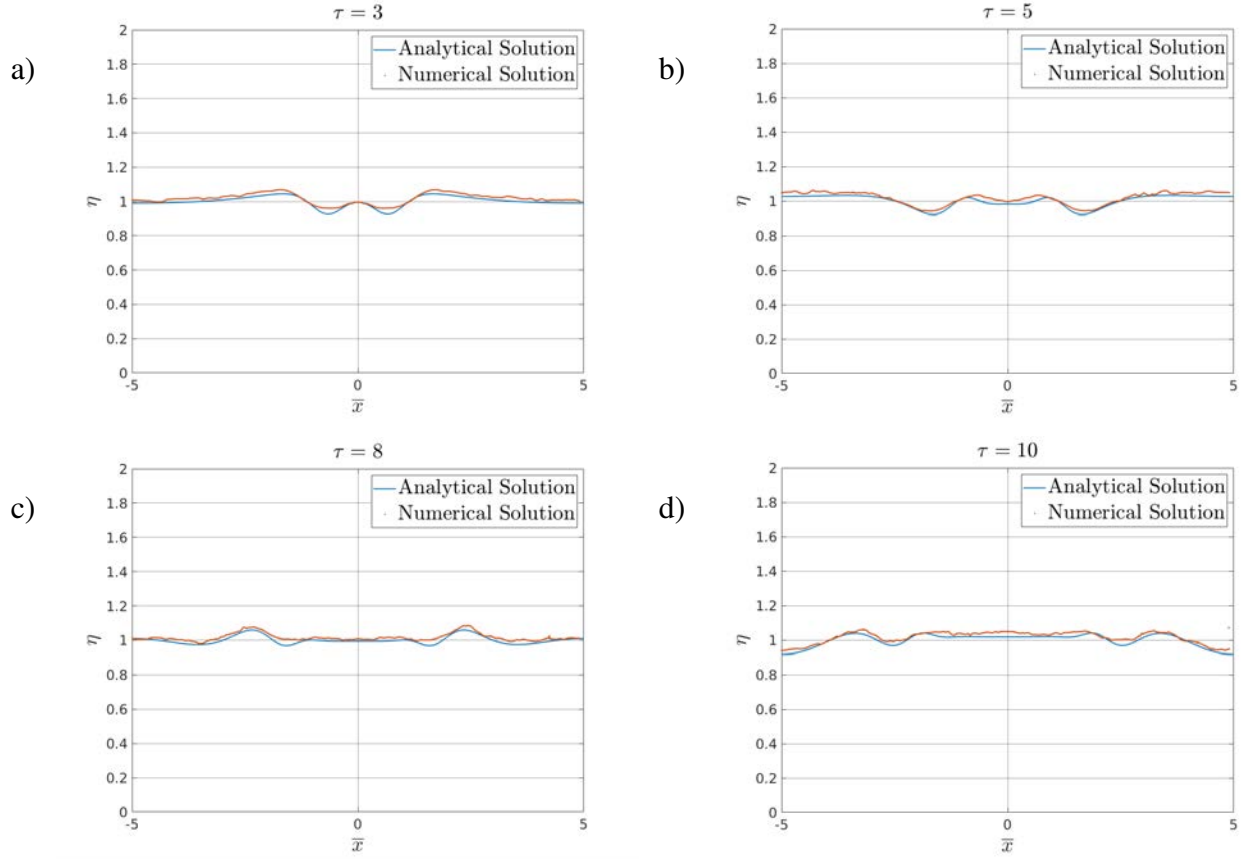 a)
τ = 3
η
2
1.8
1.6
1.4
1.2
1
0.8
0.6
0.4
0.2
0
-5 0 5
x̅
Analytical Solution
Numerical Solution
b)
τ = 5
η
2
1.8
1.6
1.4
1.2
1
0.8
0.6
0.4
0.2
0
-5 0 5
x̅
Analytical Solution
Numerical Solution
c)
τ = 8
η
2
1.8
1.6
1.4
1.2
1
0.8
0.6
0.4
0.2
0
-5 0 5
x̅
Analytical Solution
Numerical Solution
d)
τ = 10
η
2
1.8
1.6
1.4
1.2
1
0.8
0.6
0.4
0.2
0
-5 0 5
x̅
Analytical Solution
Numerical Solution